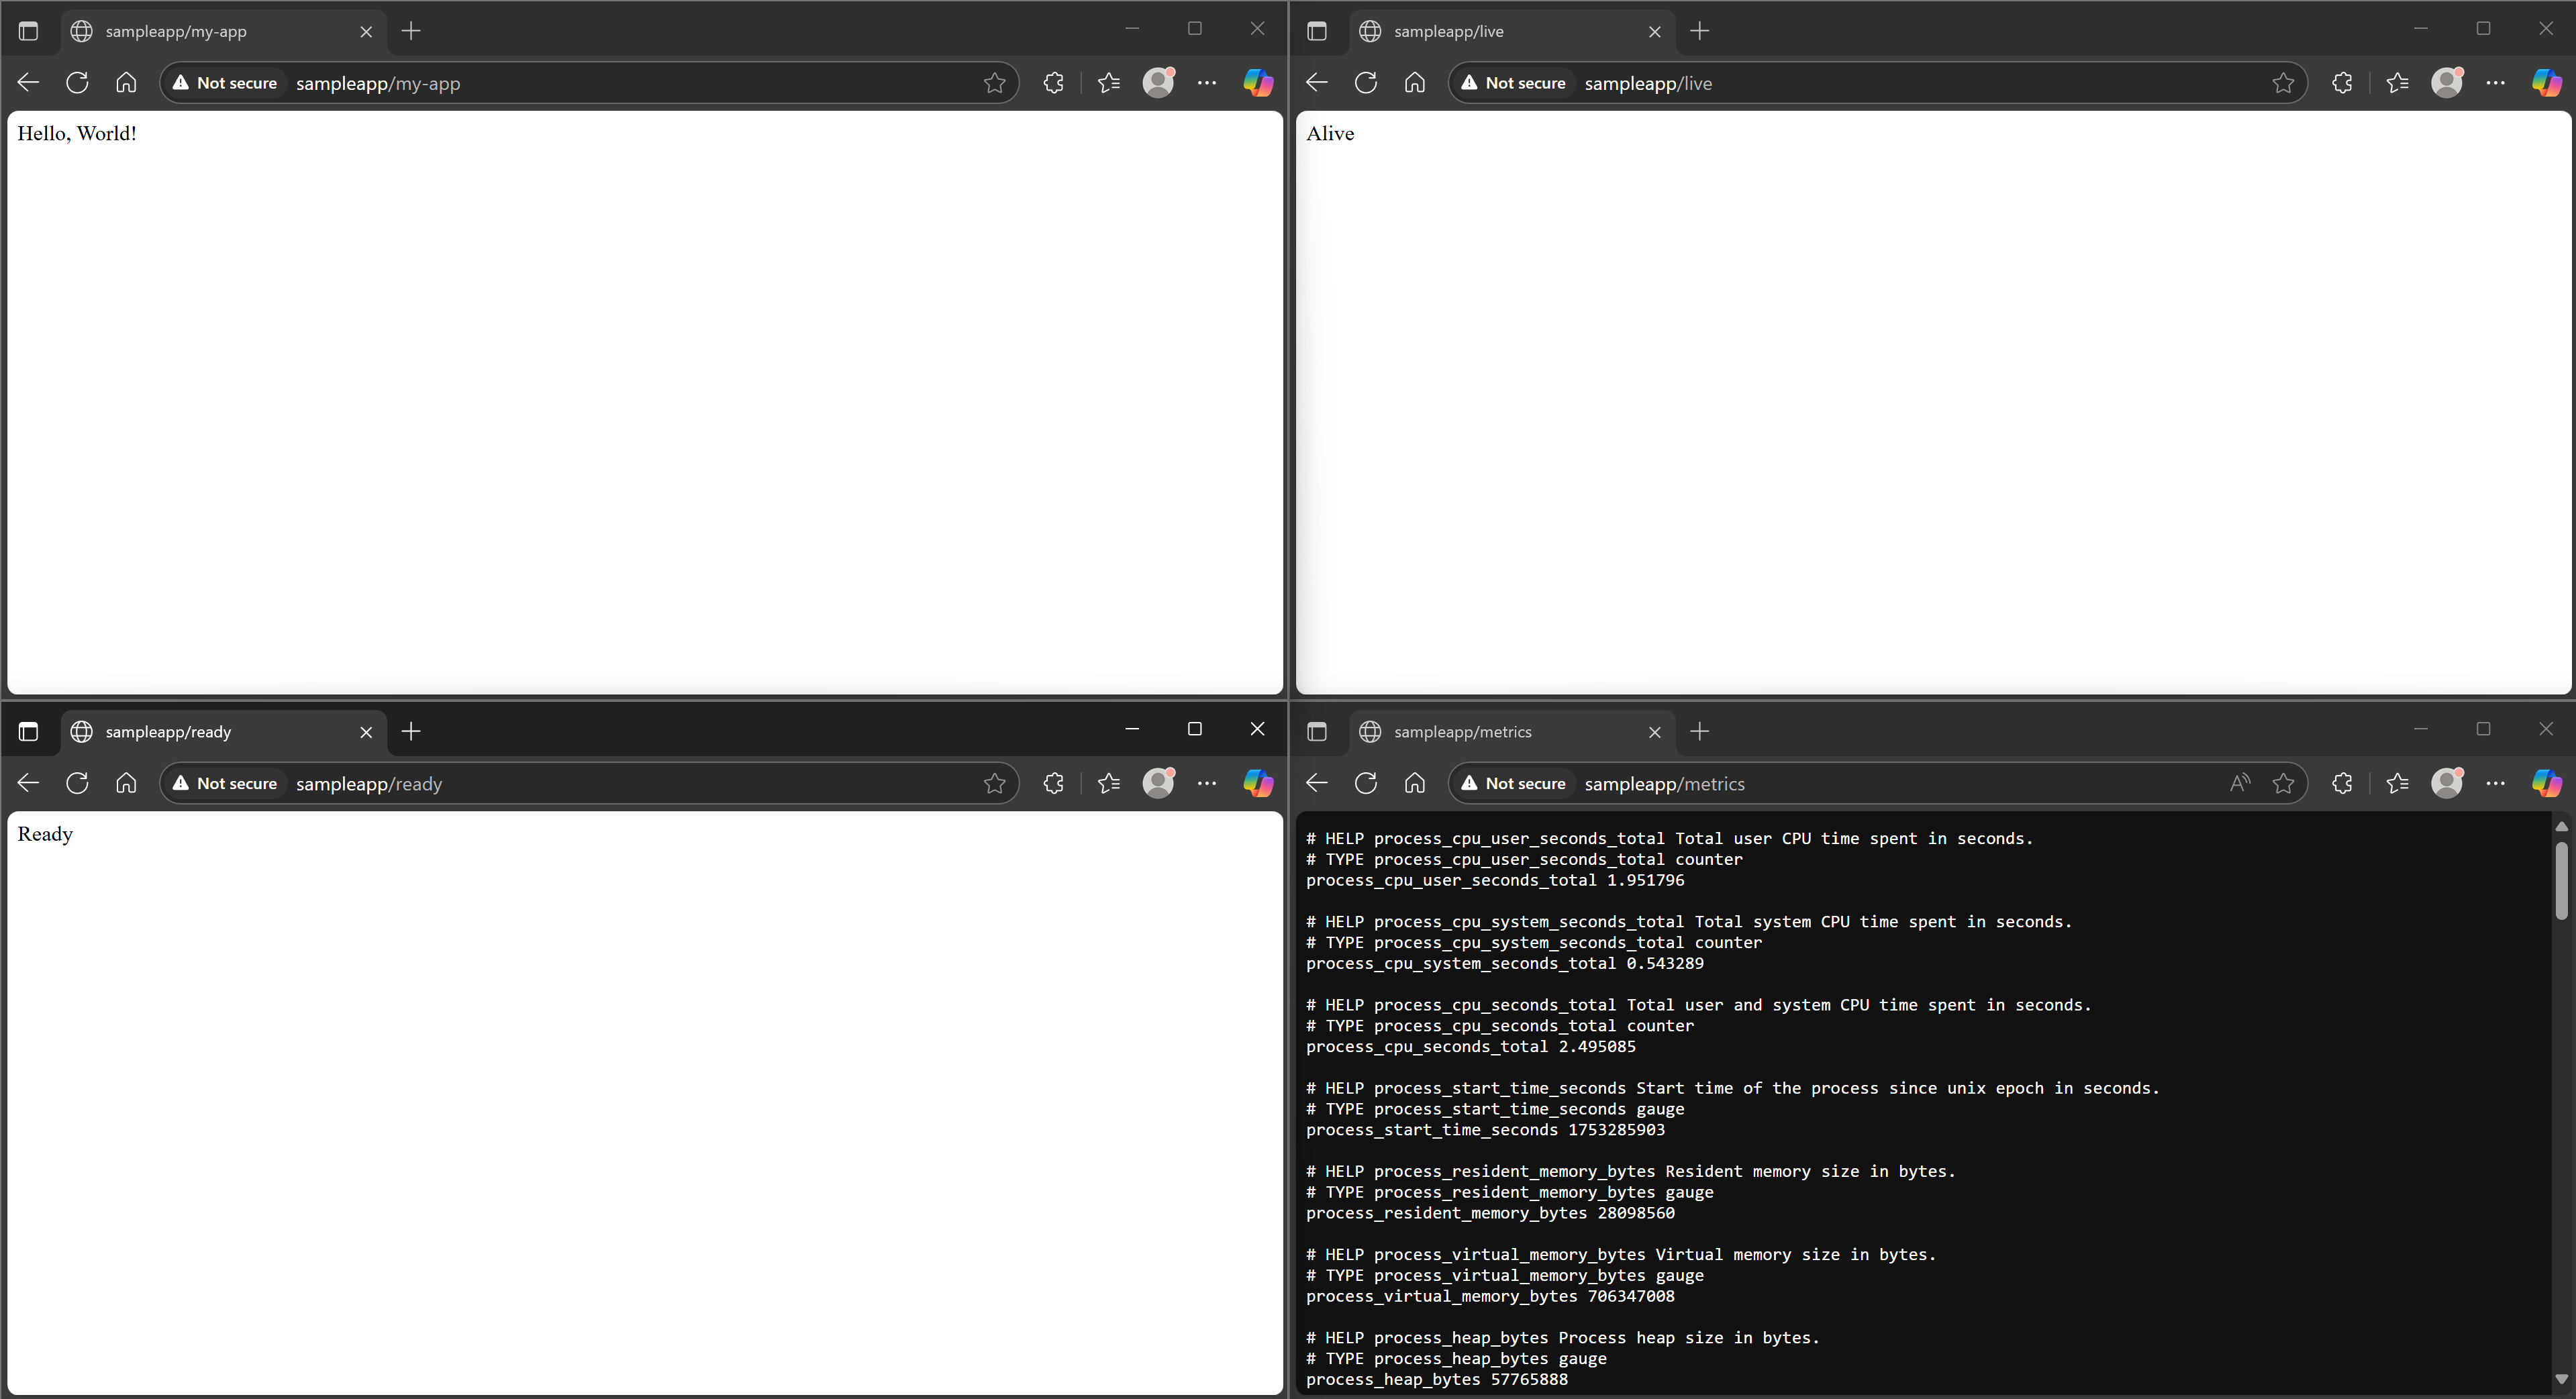 sampleapp/my-app
Not secure sampleapp/my-app
Hello, World!
sampleapp/live
Not secure sampleapp/live
Alive
sampleapp/ready
Not secure sampleapp/ready
Ready
sampleapp/metrics
Not secure sampleapp/metrics
# HELP process_cpu_user_seconds_total Total user CPU time spent in seconds.
# TYPE process_cpu_user_seconds_total counter
process_cpu_user_seconds_total 1.951796
# HELP process_cpu_system_seconds_total Total system CPU time spent in seconds.
# TYPE process_cpu_system_seconds_total counter
process_cpu_system_seconds_total 0.543289
# HELP process_cpu_seconds_total Total user and system CPU time spent in seconds.
# TYPE process_cpu_seconds_total counter
process_cpu_seconds_total 2.495085
# HELP process_start_time_seconds Start time of the process since unix epoch in seconds.
# TYPE process_start_time_seconds gauge
process_start_time_seconds 1753285903
# HELP process_resident_memory_bytes Resident memory size in bytes.
# TYPE process_resident_memory_bytes gauge
process_resident_memory_bytes 28098560
# HELP process_virtual_memory_bytes Virtual memory size in bytes.
# TYPE process_virtual_memory_bytes gauge
process_virtual_memory_bytes 706347008
# HELP process_heap_bytes Process heap size in bytes.
# TYPE process_heap_bytes gauge
process_heap_bytes 57765888